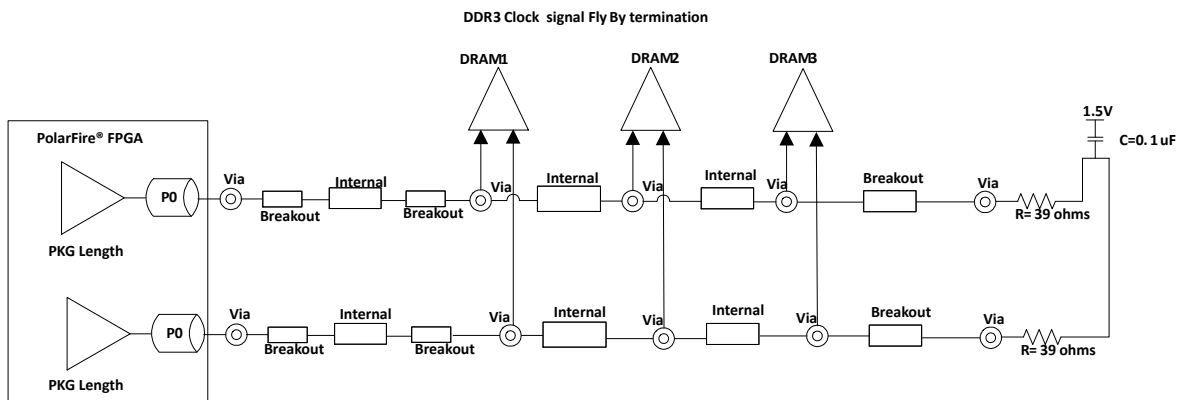 DDR3 Clock signal Fly By termination
DRAM1
DRAM2
DRAM3
1.5V
C=0.1uF
PolarFire® FPGA
P0
Via
Breakout
Internal
Breakout
Via
Internal
Via
Internal
Via
Breakout
Via
R= 39 ohms
PKG Length
P0
Via
Breakout
Internal
Breakout
Via
Internal
Via
Internal
Via
Breakout
Via
R= 39 ohms
PKG Length